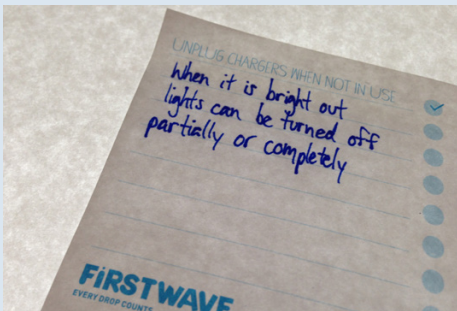 UNPLUG CHARGERS WHEN NOT IN USE
When it is bright out
lights can be turned off
partially or completely
FiRSTWAVE
EVERY DROP COUNTS